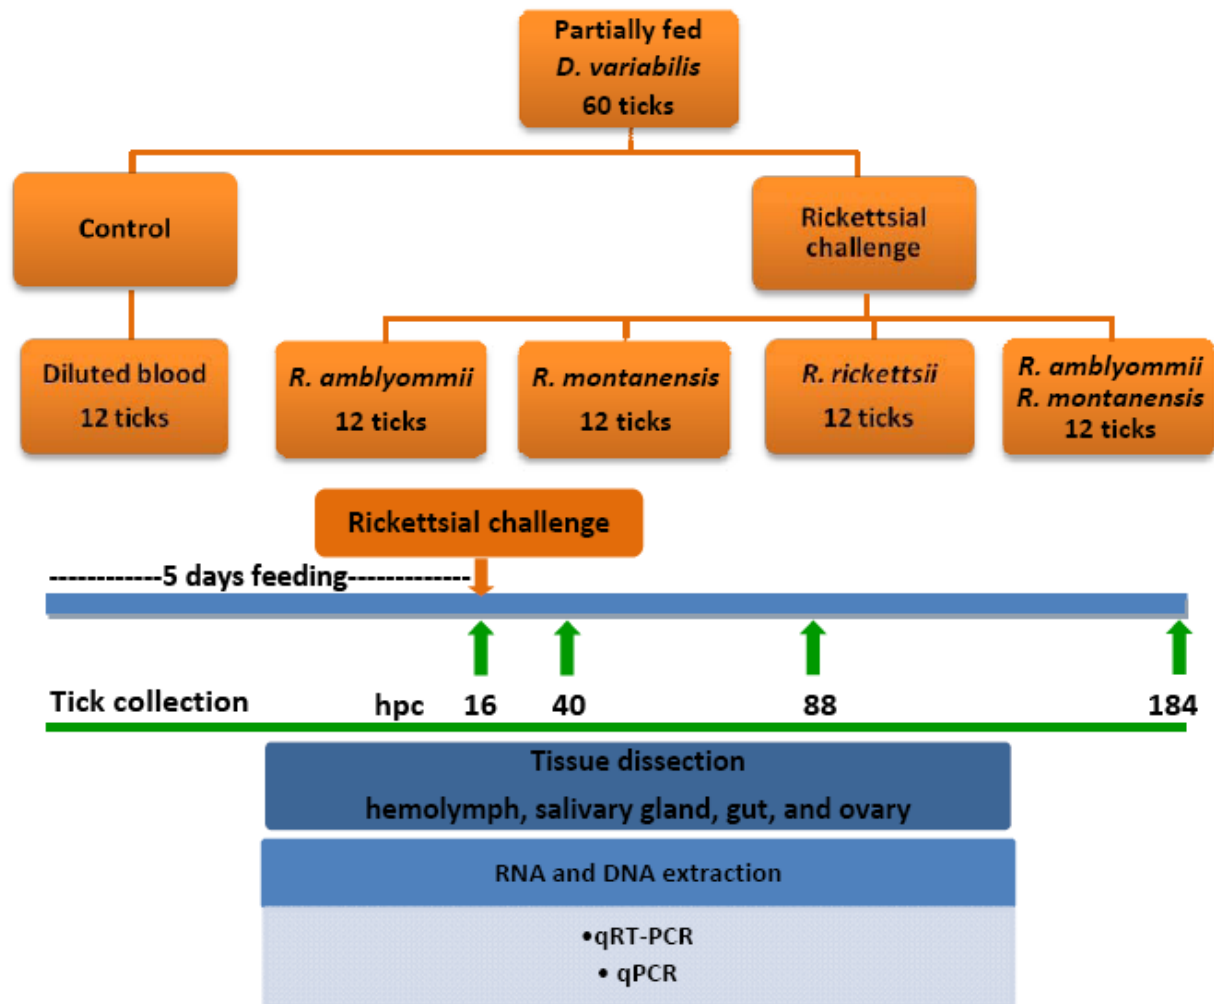 Partially fed
D. variabilis
60 ticks
Control
Rickettsial
challenge
Diluted blood
12 ticks
R. amblyommii
12 ticks
R. montanensis
12 ticks
R. rickettsii
12 ticks
R. amblyommii
R. montanensis
12 ticks
Rickettsial challenge
------------5 days feeding-------------
Tick collection hpc 16 40 88 184
Tissue dissection
hemolymph, salivary gland, gut, and ovary
RNA and DNA extraction
•qRT-PCR
• qPCR